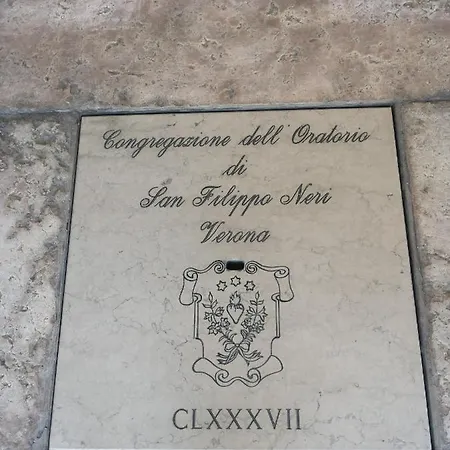 Congregazione dell'Oratorio
di
San Filippo Neri
Verona
CLXXXVII